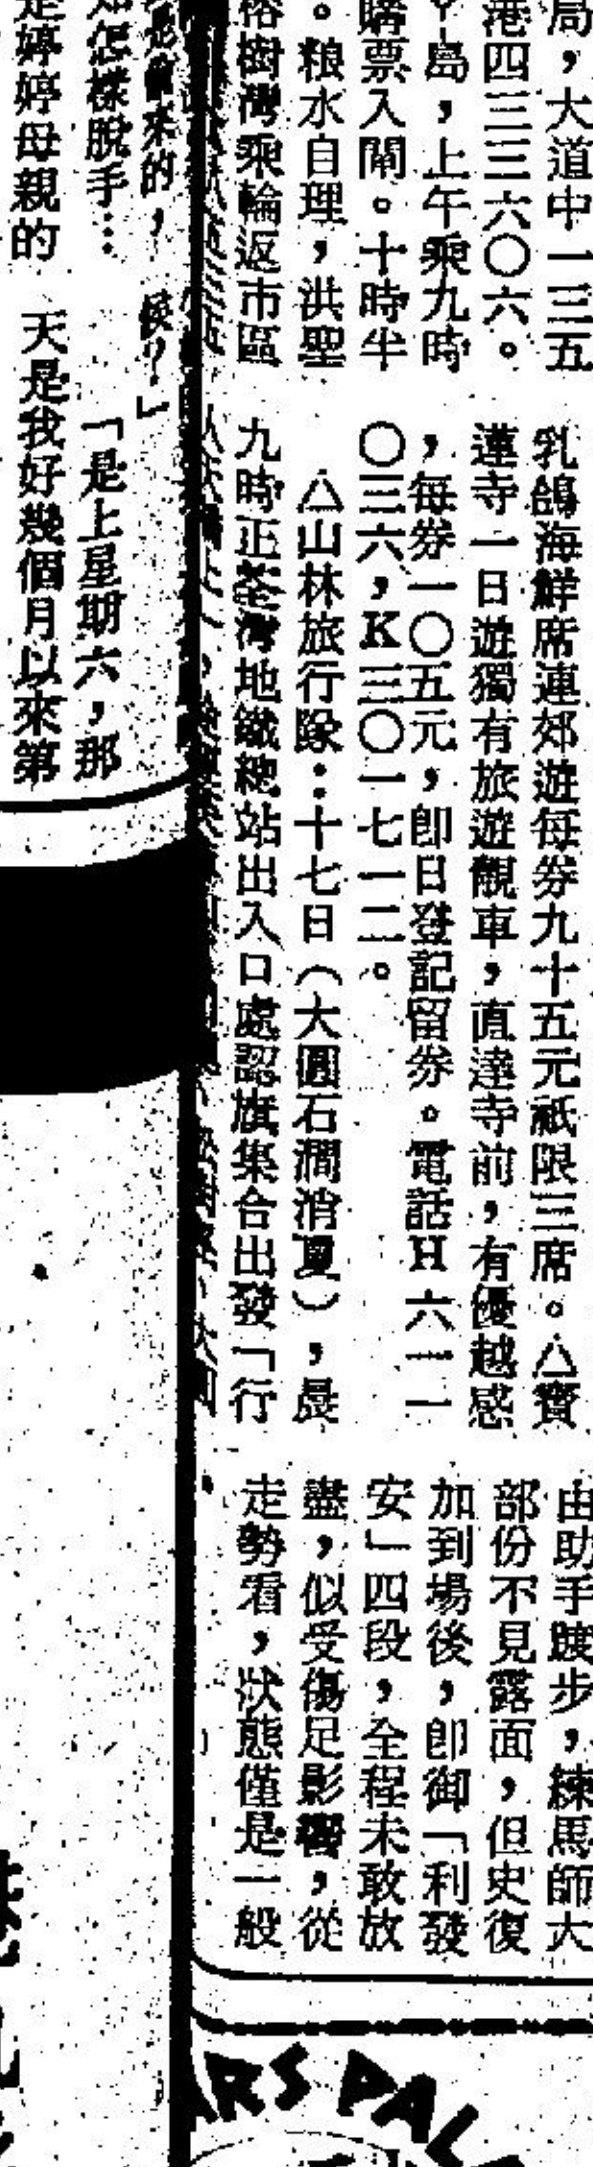 局，大道中一三五
港四三三六〇六。
丫島，上午乘九時
購票入閘。十時半
。粮水自理，洪聖
榕樹灣乘輪返市區
乳鴿海鮮席連郊遊每券九十五元祇限三席。△寶
蓮寺一日遊獨有旅遊觀車，直達寺前，有優越感
，每券一〇五元，即日登記留券。電話H六一一
〇三六，K三〇一七一二。
△山林旅行隊：十七日（大圓石澗消夏），晨
九時正荃灣地鐵總站出入口處認旗集合出發「行
由助手踱步，練馬師大
部份不見露面，但史復
加到場後，即御「利發
安」四段，全程未敢放
盡，似受傷足影響，從
走勢看，狀態僅是一般
來的，
怎樣脫手…
是婷婷母親的
候？」
「是上星期六，那
天是我好幾個月以來第
ARS PAL